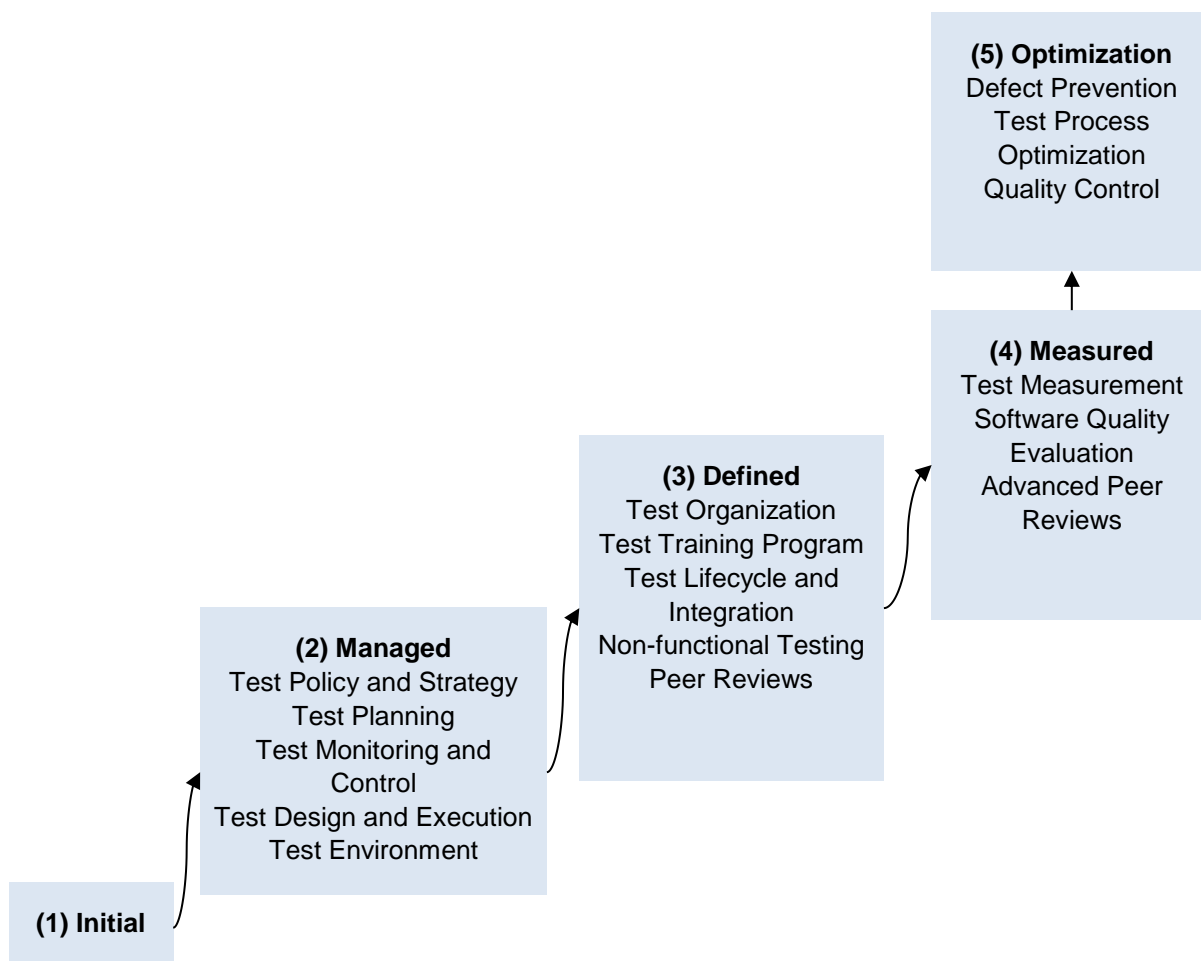 (5) Optimization
Defect Prevention
Test Process
Optimization
Quality Control
(4) Measured
Test Measurement
Software Quality
Evaluation
Advanced Peer
Reviews
(3) Defined
Test Organization
Test Training Program
Test Lifecycle and
Integration
Non-functional Testing
Peer Reviews
(2) Managed
Test Policy and Strategy
Test Planning
Test Monitoring and
Control
Test Design and Execution
Test Environment
(1) Initial